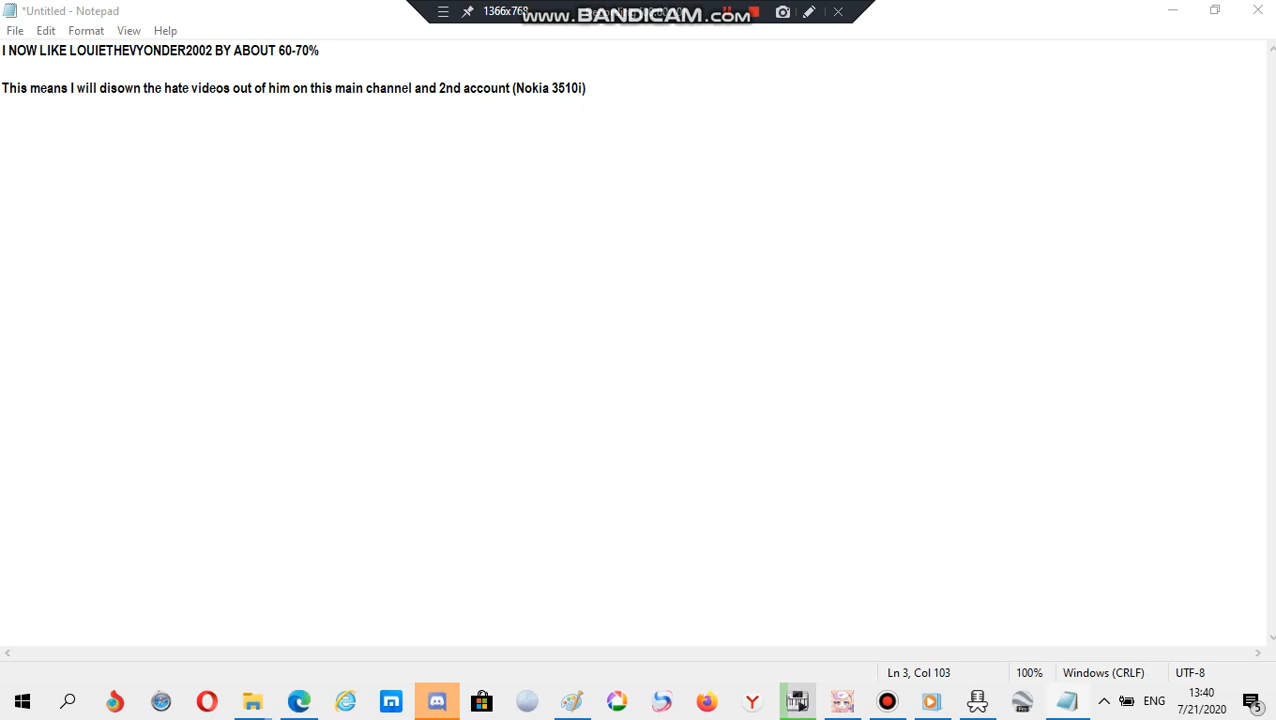 *Untitled - Notepad
1366x768
www.BANDICAM.com
File Edit Format View Help
I NOW LIKE LOUIETHEVYONDER2002 BY ABOUT 60-70%
This means I will disown the hate videos out of him on this main channel and 2nd account (Nokia 3510i)
Ln 3, Col 103
100%
Windows (CRLF)
UTF-8
ENG
13:40
7/21/2020
5